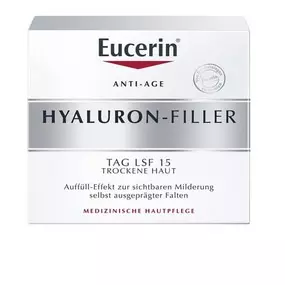 Eucerin®
ANTI-AGE
HYALURON-FILLER
TAG LSF 15
TROCKENE HAUT
Auffüll-Effekt zur sichtbaren Milderung
selbst ausgeprägter Falten
MEDIZINISCHE HAUTPFLEGE